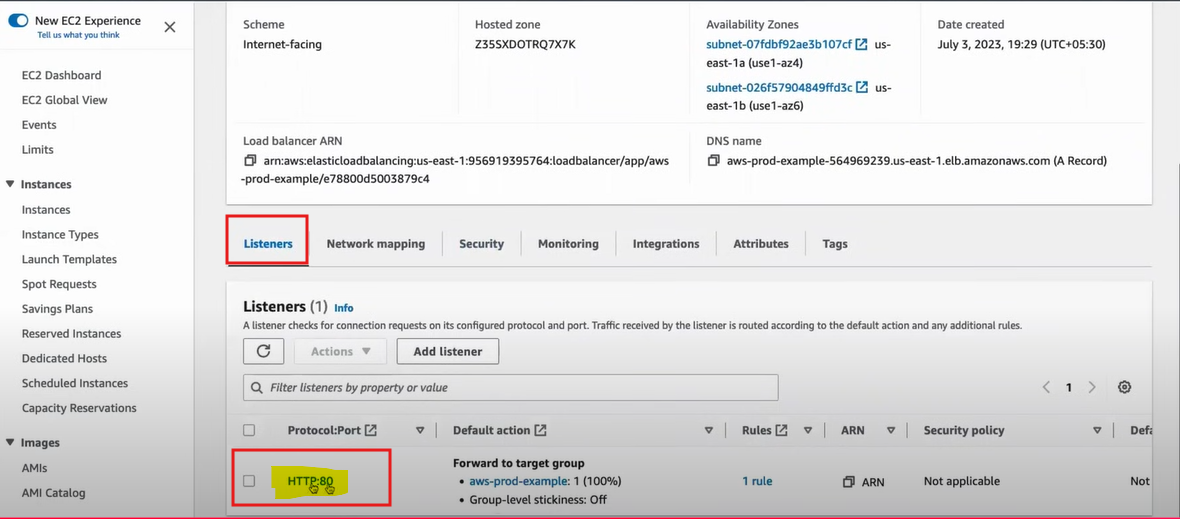 New EC2 Experience
Tell us what you think
EC2 Dashboard
EC2 Global View
Events
Limits
Instances
Instances
Instance Types
Launch Templates
Spot Requests
Savings Plans
Reserved Instances
Dedicated Hosts
Scheduled Instances
Capacity Reservations
Images
AMIs
AMI Catalog
Scheme
Internet-facing
Hosted zone
Z35SXDOTRQ7X7K
Availability Zones
subnet-07fdbf92ae3b107cf us-
east-1a (use1-az4)
subnet-026f57904849ffd3c us-
east-1b (use1-az6)
Date created
July 3, 2023, 19:29 (UTC+05:30)
Load balancer ARN
arn:aws:elasticloadbalancing:us-east-1:956919395764:loadbalancer/app/aws
-prod-example/e78800d5003879c4
DNS name
aws-prod-example-564969239.us-east-1.elb.amazonaws.com (A Record)
Listeners Network mapping Security Monitoring Integrations Attributes Tags
Listeners (1) Info
A listener checks for connection requests on its configured protocol and port. Traffic received by the listener is routed according to the default action and any additional rules.
Actions Add listener
Filter listeners by property or value
1
Protocol:Port Default action Rules ARN Security policy Defa
HTTP:80
Forward to target group
• aws-prod-example: 1 (100%)
• Group-level stickiness: Off
1 rule
ARN
Not applicable
Not